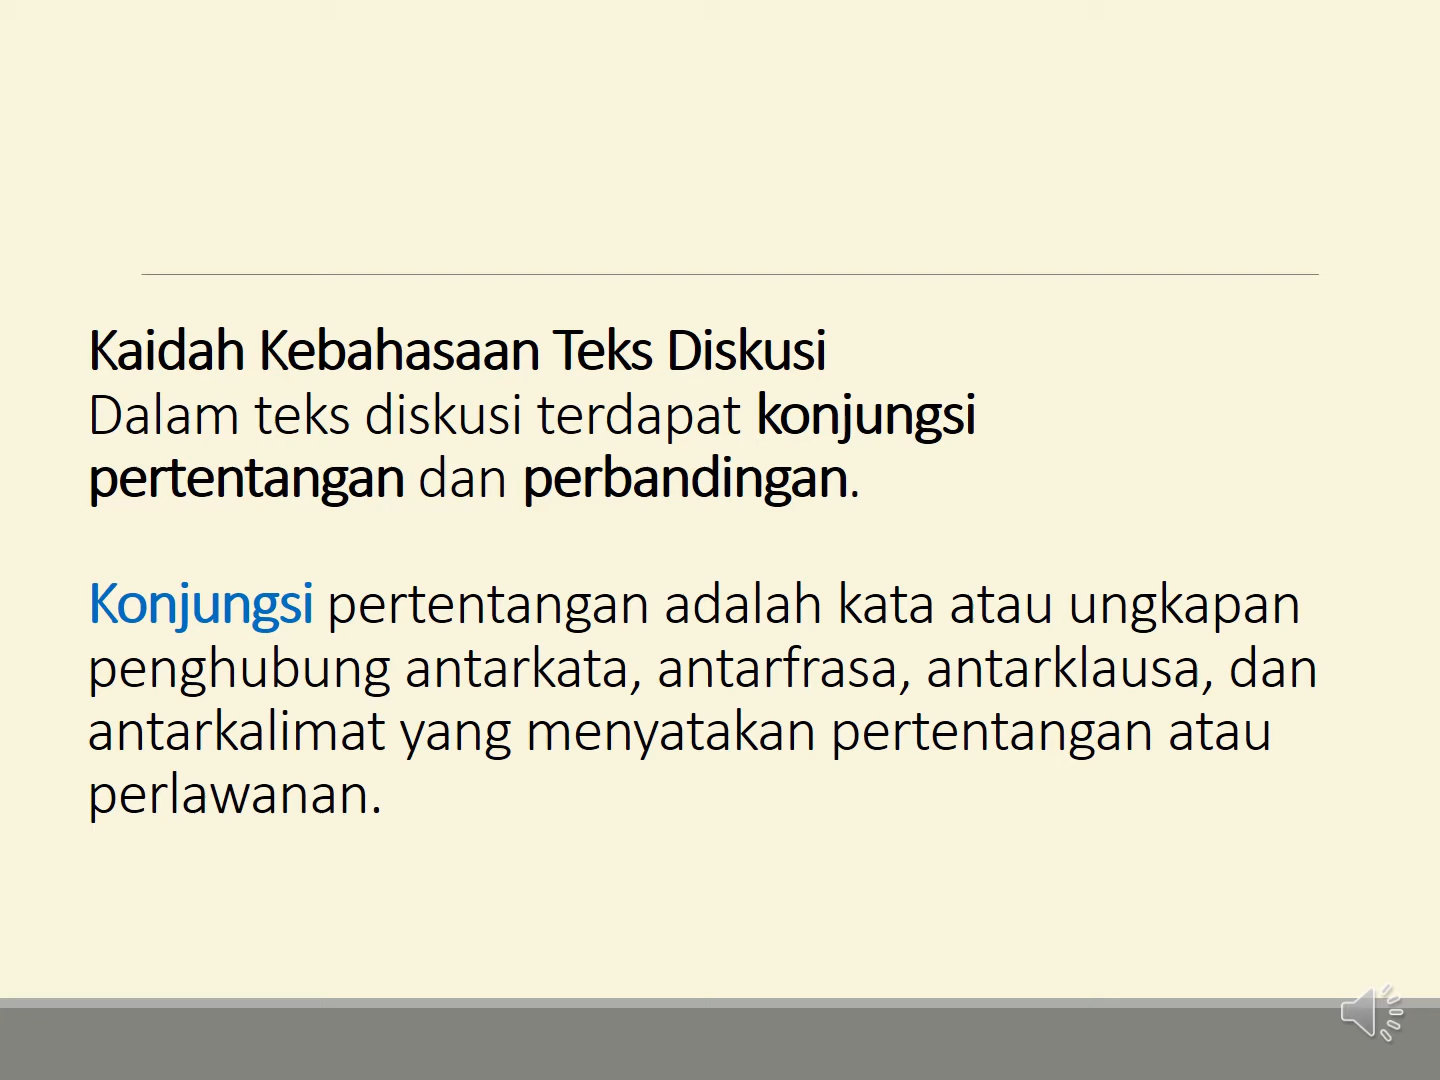 Kaidah Kebahasaan Teks Diskusi
Dalam teks diskusi terdapat konjungsi
pertentangan dan perbandingan.
Konjungsi pertentangan adalah kata atau ungkapan
penghubung antarkata, antarfrasa, antarklausa, dan
antarkalimat yang menyatakan pertentangan atau
perlawanan.